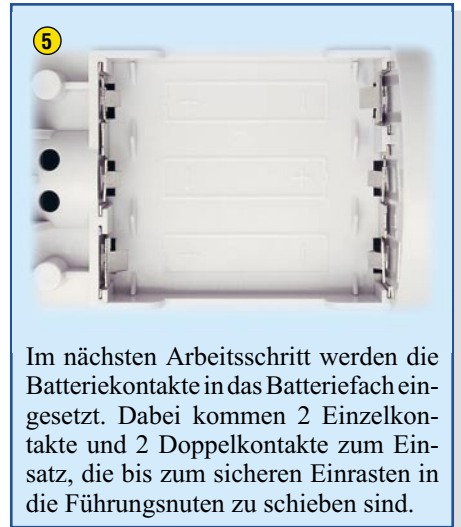 5
Im nächsten Arbeitsschritt werden die
Batteriekontakte in das Batteriefach ein-
gesetzt. Dabei kommen 2 Einzelkon-
takte und 2 Doppelkontakte zum Ein-
satz, die bis zum sicheren Einrasten in
die Führungsnuten zu schieben sind.